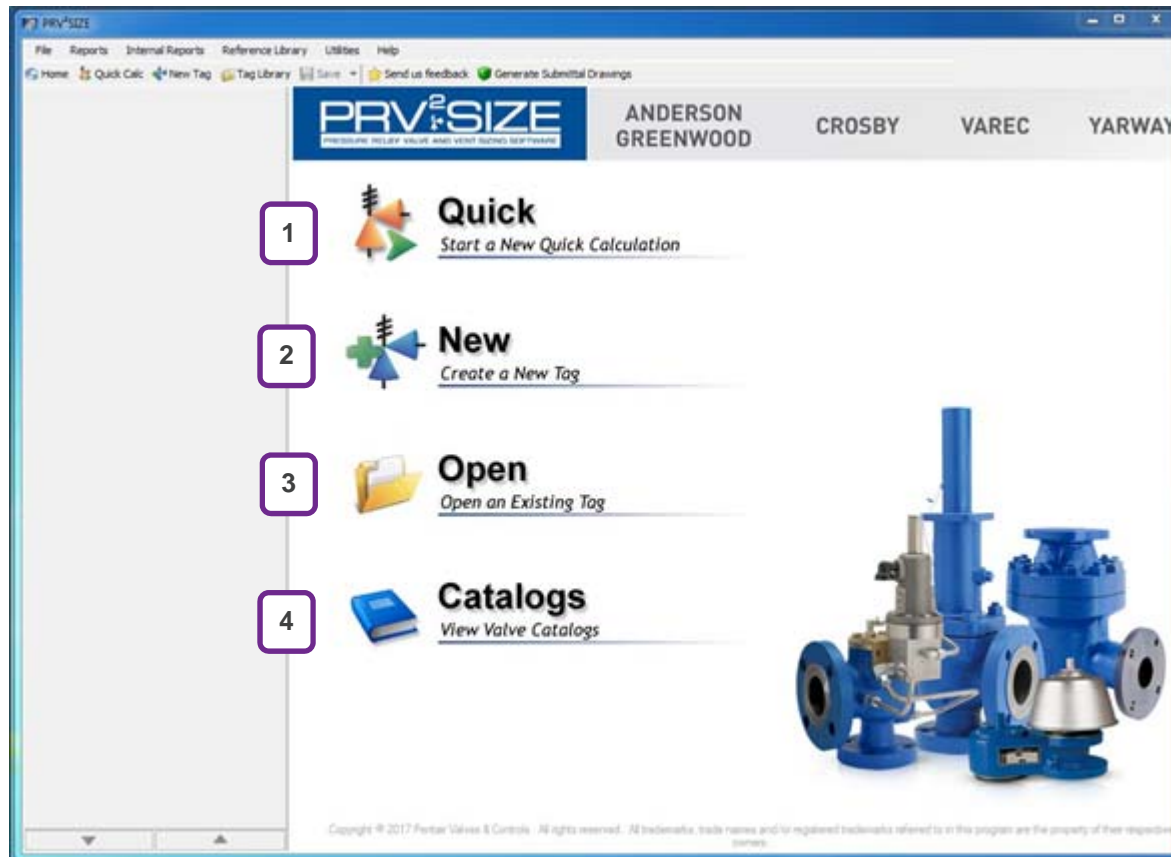 PRV²SIZE
File Reports Internal Reports Reference Library Utilities Help
Home Quick Calc New Tag Tag Library Save Send us feedback Generate Submittal Drawings
PRV²SIZE
PRESSURE RELIEF VALVE AND VENT SIZING SOFTWARE
ANDERSON
GREENWOOD
CROSBY
VAREC
YARWAY
1
Quick
Start a New Quick Calculation
2
New
Create a New Tag
3
Open
Open an Existing Tag
4
Catalogs
View Valve Catalogs
Copyright © 2017 Pentair Valves & Controls. All rights reserved. All trademarks, trade names and/or registered trademarks referred to in this program are the property of their respective
owners.